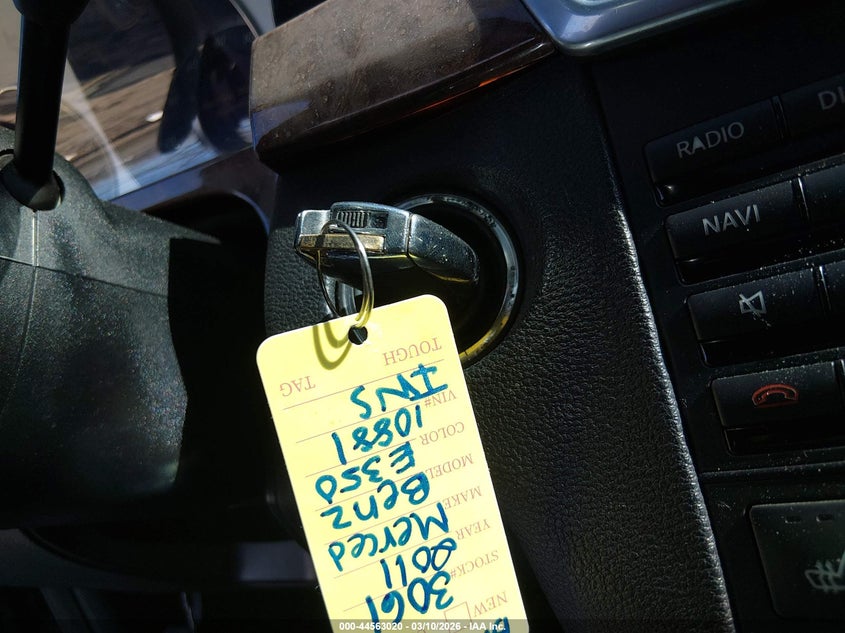 RADIO
DI
NAVI
NEW
3061
STOCK#
YEAR
Merced
MAKE
Benz
MODEL
E350
COLOR
10881
VIN#
INS
TOUGH TAG
000-44563020 - 03/10/2026 - IAA Inc.